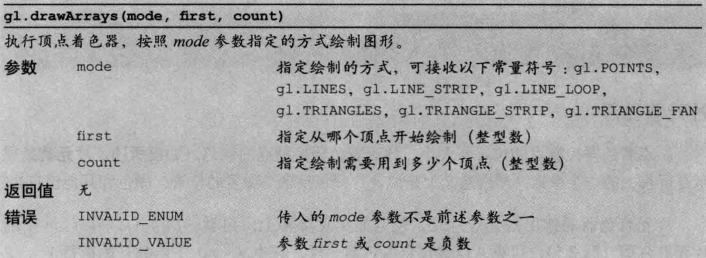 gl.drawArrays(mode, first, count)
执行顶点着色器，按照 mode 参数指定的方式绘制图形。
参数 mode 指定绘制的方式，可接收以下常量符号：gl.POINTS,
gl.LINES, gl.LINE_STRIP, gl.LINE_LOOP,
gl.TRIANGLES, gl.TRIANGLE_STRIP, gl.TRIANGLE_FAN
first 指定从哪个顶点开始绘制（整型数）
count 指定绘制需要用到多少个顶点（整型数）
返回值 无
错误 INVALID_ENUM 传入的 mode 参数不是前述参数之一
INVALID_VALUE 参数 first 或 count 是负数